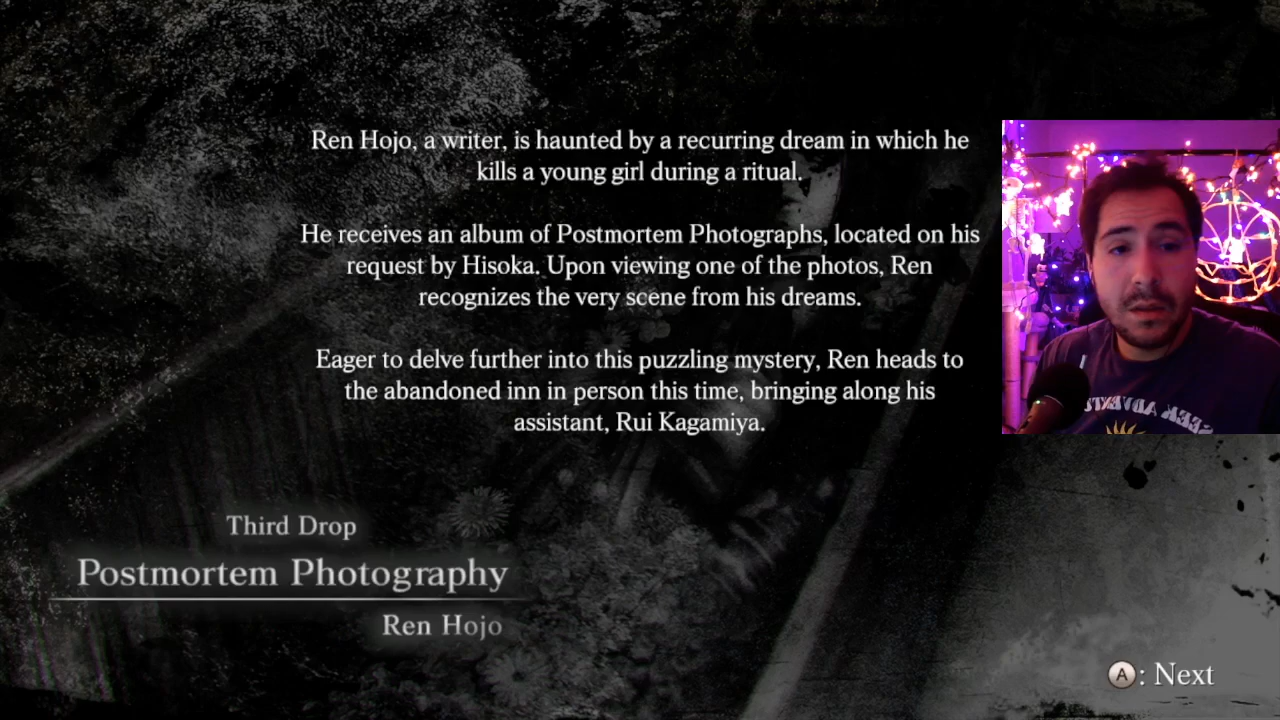 Ren Hojo, a writer, is haunted by a recurring dream in which he
kills a young girl during a ritual.
He receives an album of Postmortem Photographs, located on his
request by Hisoka. Upon viewing one of the photos, Ren
recognizes the very scene from his dreams.
Eager to delve further into this puzzling mystery, Ren heads to
the abandoned inn in person this time, bringing along his
assistant, Rui Kagamiya.
Third Drop
Postmortem Photography
Ren Hojo
A : Next